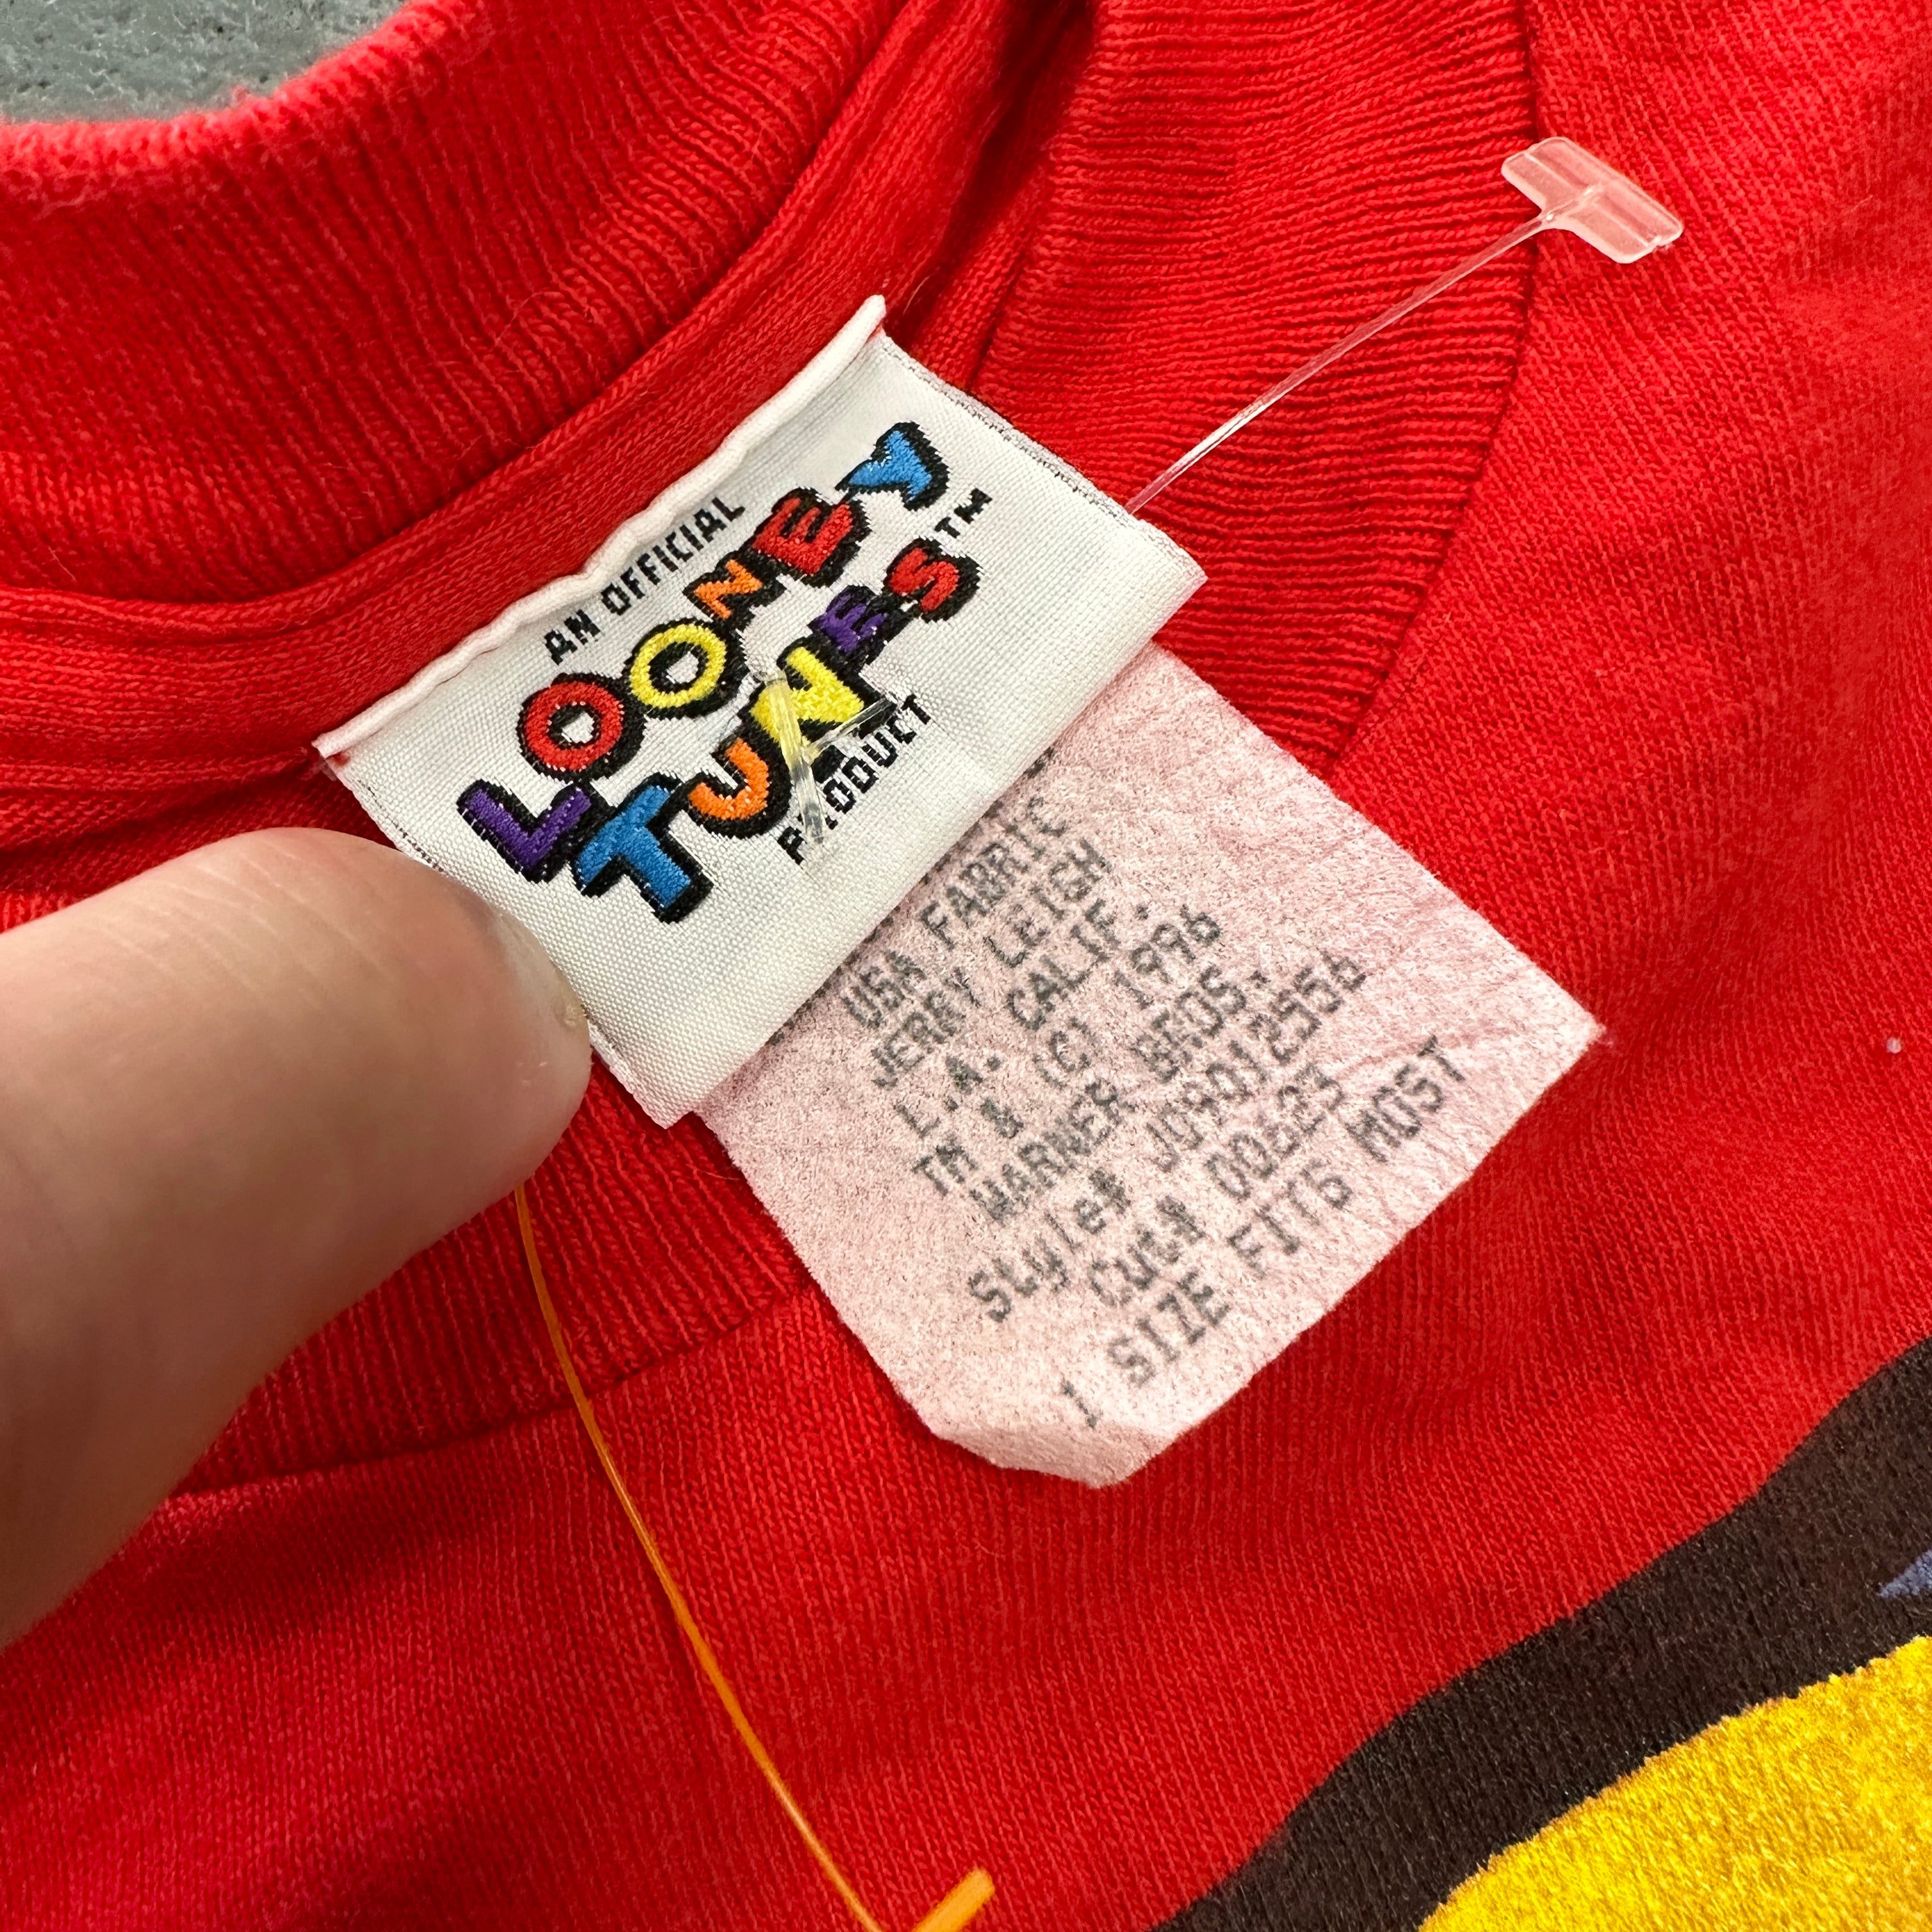 AN OFFICIAL
LOONEY
TUNES™
PRODUCT
USA FABRIC
JERRY LEIGH
L.A. CALIF.
TM & (C) 1996
WARNER BROS.
Style# J09012556
Cut# 00623
1 SIZE FITS MOST